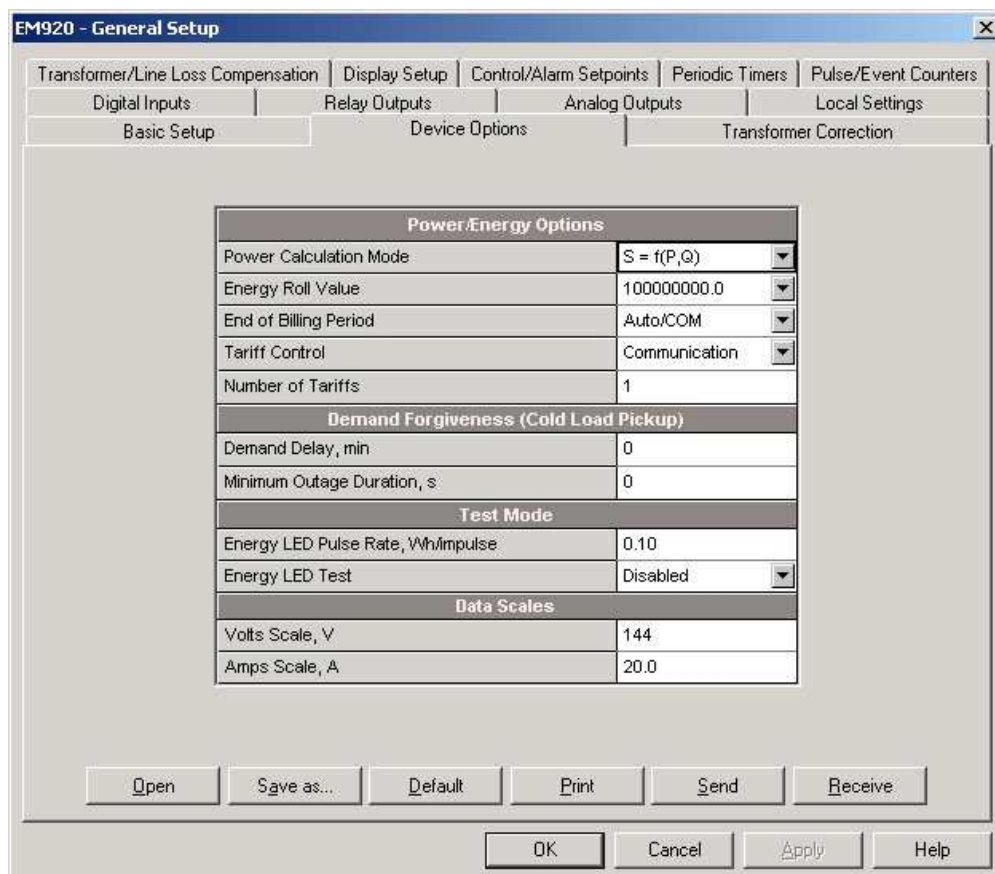 EM920 - General Setup
Transformer/Line Loss Compensation Display Setup Control/Alarm Setpoints Periodic Timers Pulse/Event Counters
Digital Inputs Relay Outputs Analog Outputs Local Settings
Basic Setup Device Options Transformer Correction
Power/Energy Options
Power Calculation Mode S = f(P,Q)
Energy Roll Value 100000000.0
End of Billing Period Auto/COM
Tariff Control Communication
Number of Tariffs 1
Demand Forgiveness (Cold Load Pickup)
Demand Delay, min 0
Minimum Outage Duration, s 0
Test Mode
Energy LED Pulse Rate, Wh/impulse 0.10
Energy LED Test Disabled
Data Scales
Volts Scale, V 144
Amps Scale, A 20.0
Open Save as... Default Print Send Receive
OK Cancel Apply Help